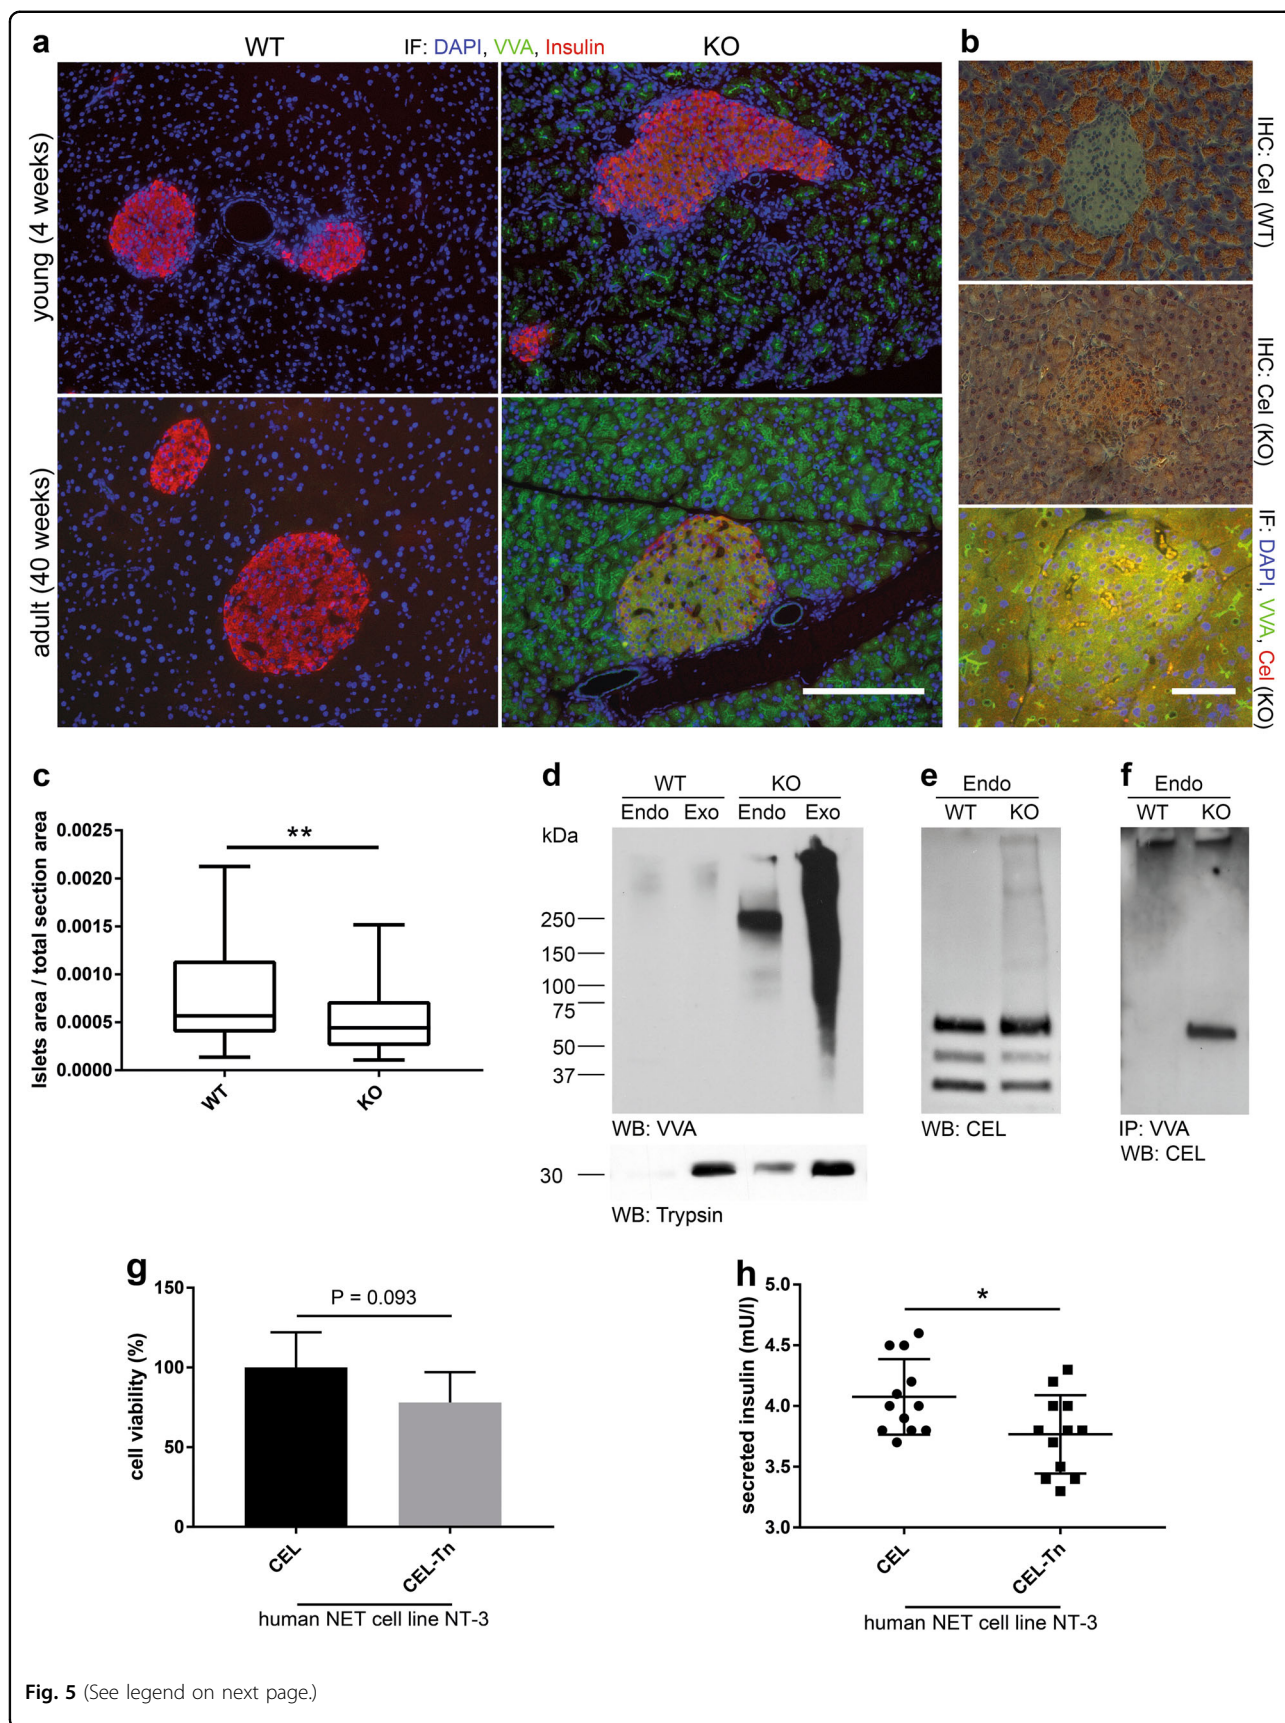 a
WT IF: DAPI, VVA, Insulin KO
young (4 weeks)
adult (40 weeks)
b
IHC: Cel (WT)
IHC: Cel (KO)
IF: DAPI, VVA, Cel (KO)
c
Islets area / total section area
0.0025
0.0020
0.0015
0.0010
0.0005
0.0000
**
WT KO
d
WT KO
Endo Exo Endo Exo
kDa
250
150
100
75
50
37
WB: VVA
30
WB: Trypsin
e
Endo
WT KO
WB: CEL
f
Endo
WT KO
IP: VVA
WB: CEL
g
cell viability (%)
150
100
50
0
P = 0.093
CEL CEL-Tn
human NET cell line NT-3
h
secreted insulin (mU/l)
5.0
4.5
4.0
3.5
3.0
*
CEL CEL-Tn
human NET cell line NT-3
Fig. 5 (See legend on next page.)